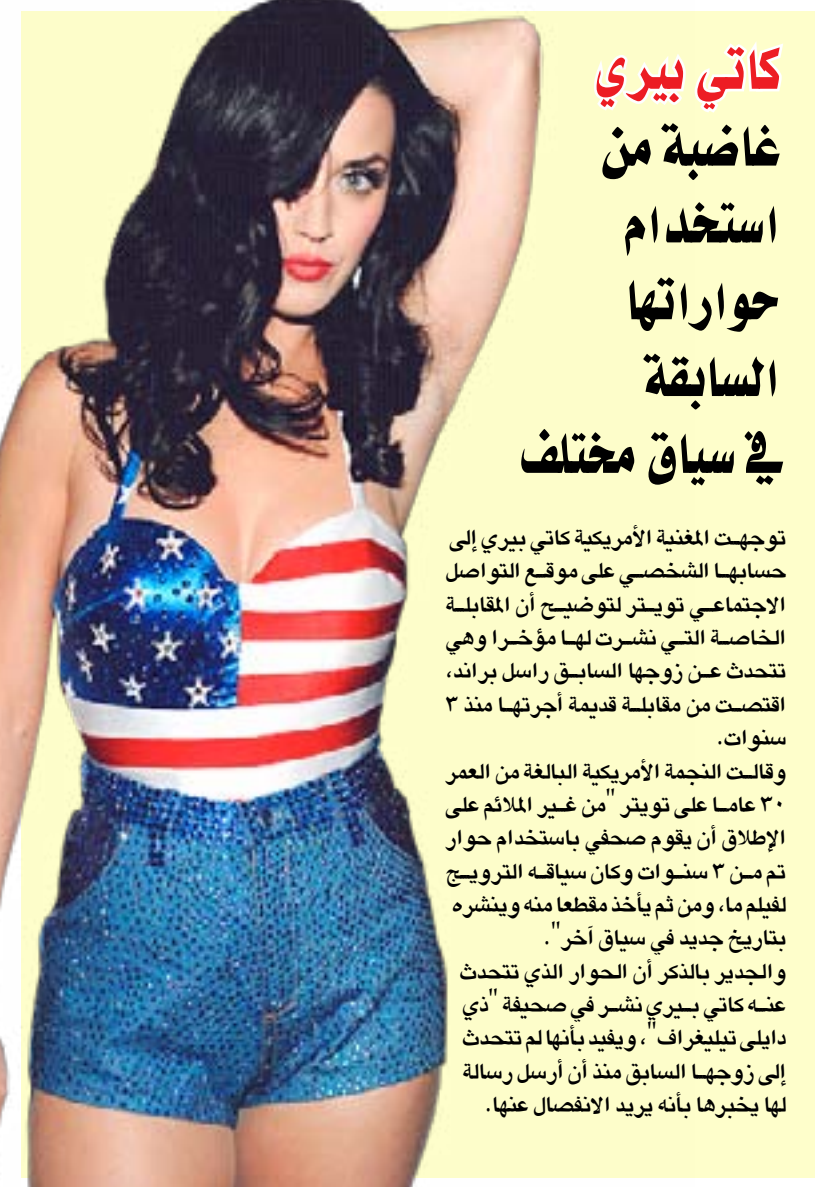 كاتي بيري
غاضبة من
استخدام
حواراتها
السابقة
في سياق مختلف
توجهت المغنية الأمريكية كاتي بيري إلى
حسابها الشخصي على موقع التواصل
الاجتماعي تويتر لتوضيح أن المقابلة
الخاصة التي نشرت لها مؤخرا وهي
تتحدث عن زوجها السابق راسل براند،
اقتصت من مقابلة قديمة أجرتها منذ ٣
سنوات.
وقالت النجمة الأمريكية البالغة من العمر
٣٠ عاما على تويتر "من غير الملائم على
الإطلاق أن يقوم صحفي باستخدام حوار
تم من ٣ سنوات وكان سياقه الترويج
لفيلم ما، ومن ثم يأخذ مقطعا منه وينشره
بتاريخ جديد في سياق آخر".
والجدير بالذكر أن الحوار الذي تتحدث
عنه كاتي بيري نشر في صحيفة "ذي
دايلى تيليغراف"، ويفيد بأنها لم تتحدث
إلى زوجها السابق منذ أن أرسل رسالة
لها يخبرها بأنه يريد الانفصال عنها.